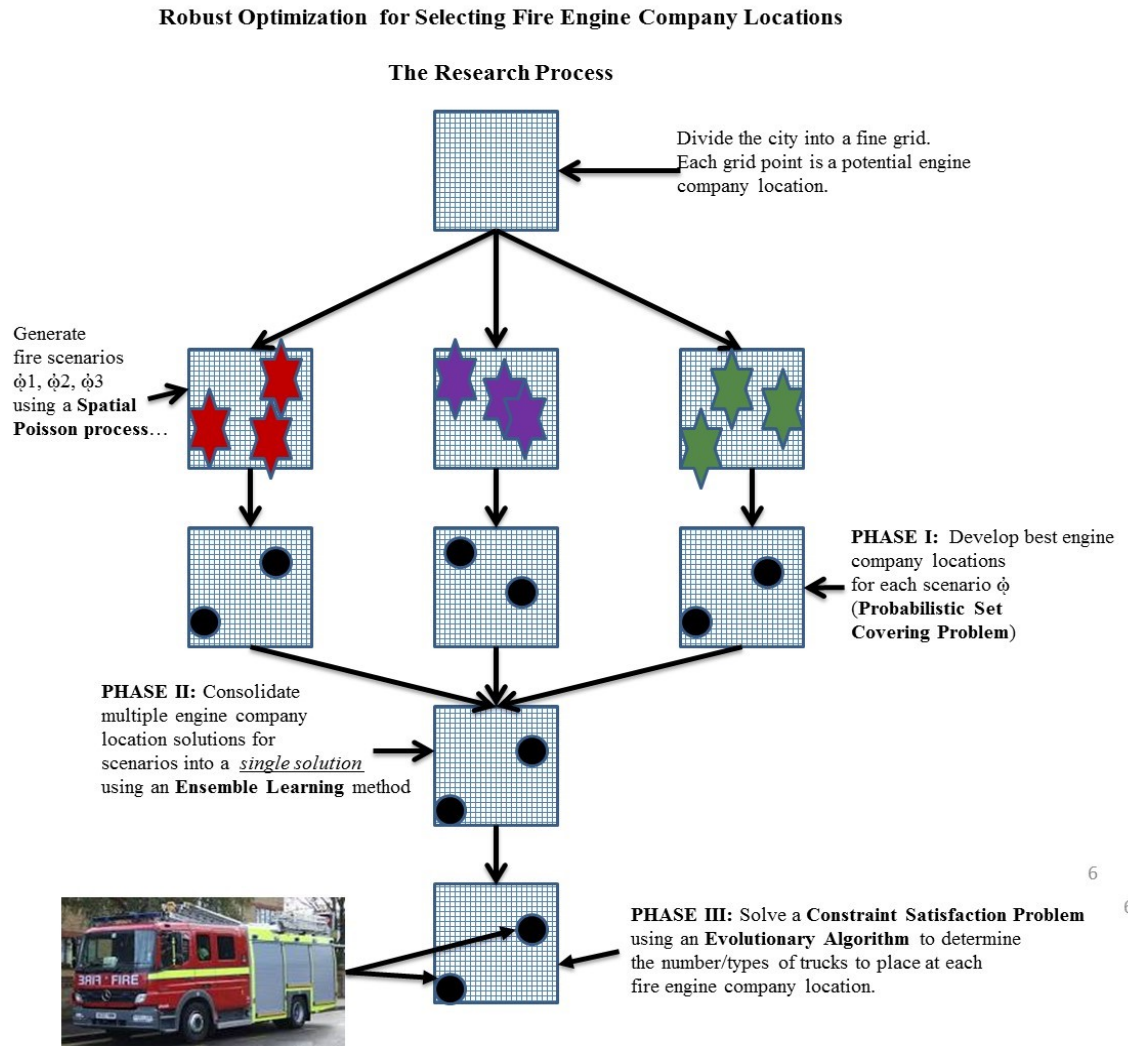 Robust Optimization for Selecting Fire Engine Company Locations
The Research Process
Divide the city into a fine grid.
Each grid point is a potential engine
company location.
Generate
fire scenarios
ϕ̇1, ϕ̇2, ϕ̇3
using a Spatial
Poisson process…
PHASE I: Develop best engine
company locations
for each scenario ϕ̇
(Probabilistic Set
Covering Problem)
PHASE II: Consolidate
multiple engine company
location solutions for
scenarios into a single solution
using an Ensemble Learning method
6
6
PHASE III: Solve a Constraint Satisfaction Problem
using an Evolutionary Algorithm to determine
the number/types of trucks to place at each
fire engine company location.
FIRE FIRE